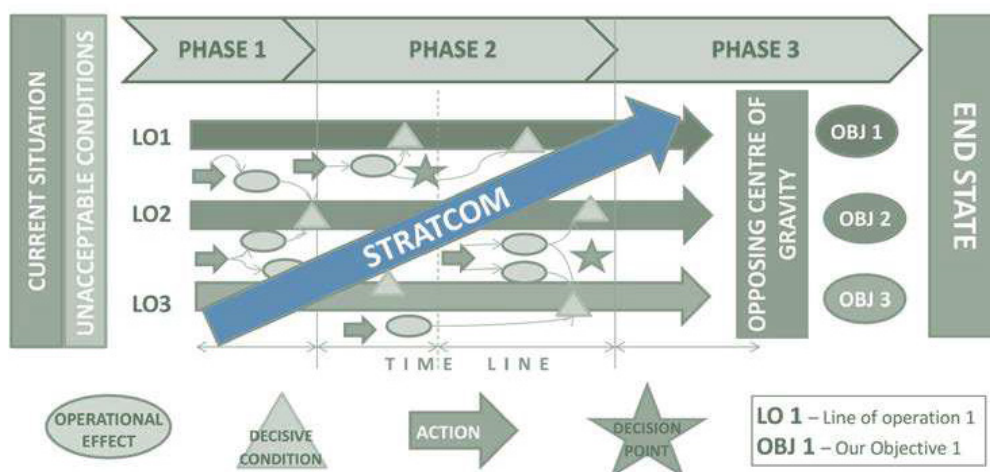 CURRENT SITUATION
UNACCEPTABLE CONDITIONS
PHASE 1
PHASE 2
PHASE 3
LO1
LO2
LO3
STRATCOM
OPPOSING CENTRE OF
GRAVITY
OBJ 1
OBJ 2
OBJ 3
END STATE
TIME LINE
OPERATIONAL
EFFECT
DECISIVE
CONDITION
ACTION
DECISION
POINT
LO 1 – Line of operation 1
OBJ 1 – Our Objective 1